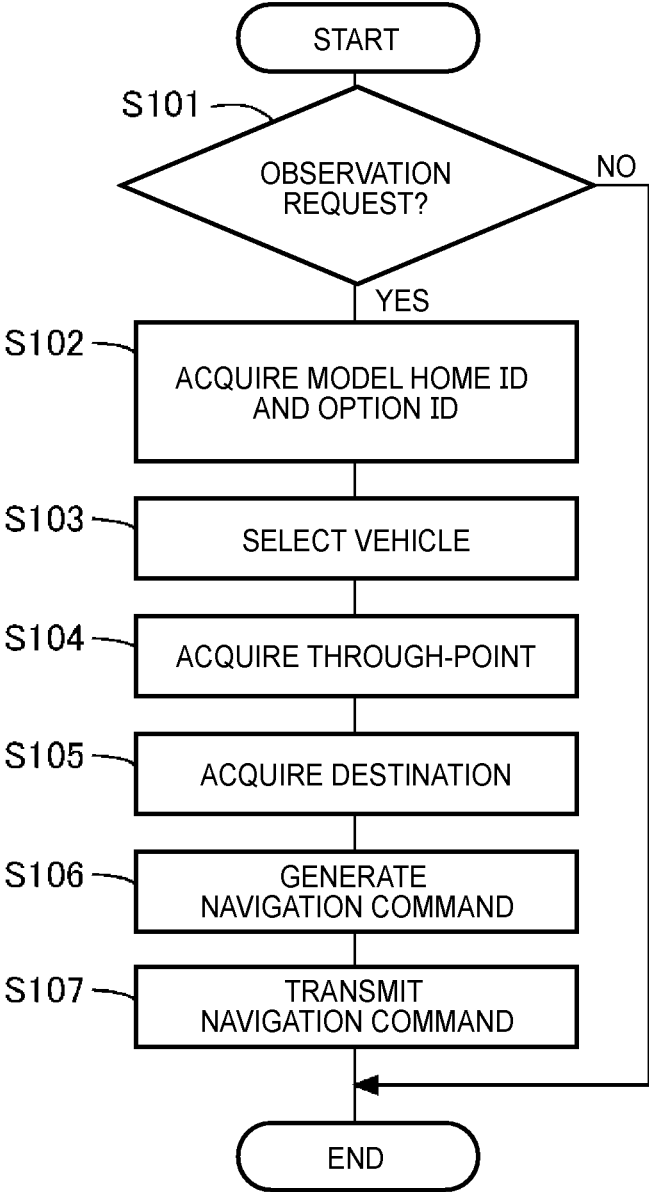 START
S101
OBSERVATION
REQUEST?
NO
YES
S102
ACQUIRE MODEL HOME ID
AND OPTION ID
S103
SELECT VEHICLE
S104
ACQUIRE THROUGH-POINT
S105
ACQUIRE DESTINATION
S106
GENERATE
NAVIGATION COMMAND
S107
TRANSMIT
NAVIGATION COMMAND
END